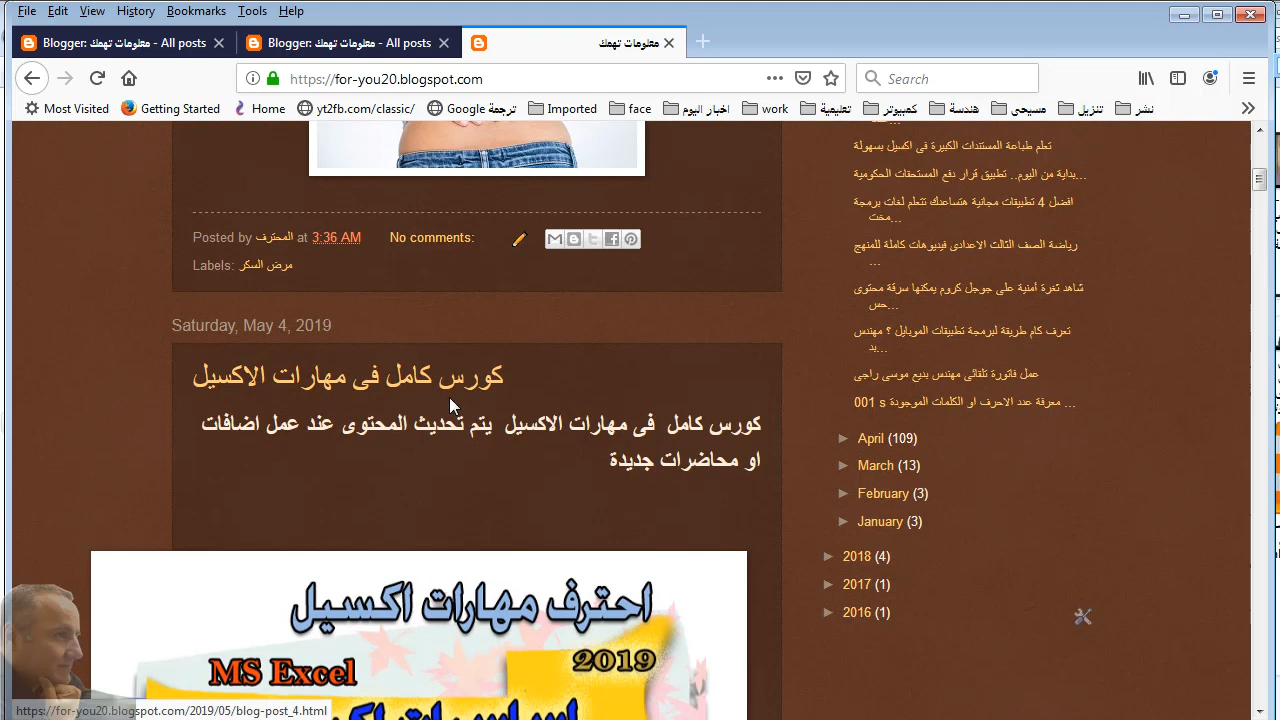 File Edit View History Bookmarks Tools Help
Blogger: معلومات تهمك - All posts
Blogger: معلومات تهمك - All posts
معلومات تهمك
https://for-you20.blogspot.com
Search
Most Visited
Getting Started
Home
yt2fb.com/classic/
Google ترجمة
Imported
face
اخبار اليوم
work
تعليمية
كمبيوتر
هندسة
مسيحى
تنزيل
نشر
Posted by المحترف at 3:36 AM No comments:
Labels: مرض السكر
Saturday, May 4, 2019
كورس كامل فى مهارات الاكسيل
كورس كامل فى مهارات الاكسيل يتم تحديث المحتوى عند عمل اضافات
او محاضرات جديدة
احترف مهارات اكسيل
2019
MS Excel
تعلم طباعة المستندات الكبيرة فى اكسيل بسهولة
بداية من اليوم.. تطبيق قرار دفع المستحقات الحكومية...
افضل 4 تطبيقات مجانية هتساعدك تتعلم لغات برمجة
مخت...
رياضة الصف الثالث الاعدادى فيديوهات كاملة للمنهج
...
شاهد ثغرة أمنية على جوجل كروم يمكنها سرقة محتوى
حس...
تعرف كام طريقة لبرمجة تطبيقات الموبايل ؟ مهندس
بد...
عمل فاتورة تلقائى مهندس بديع موسى راجى
معرفة عدد الاحرف او الكلمات الموجودة 001 s ...
► April (109)
► March (13)
► February (3)
► January (3)
► 2018 (4)
► 2017 (1)
► 2016 (1)
https://for-you20.blogspot.com/2019/05/blog-post_4.html